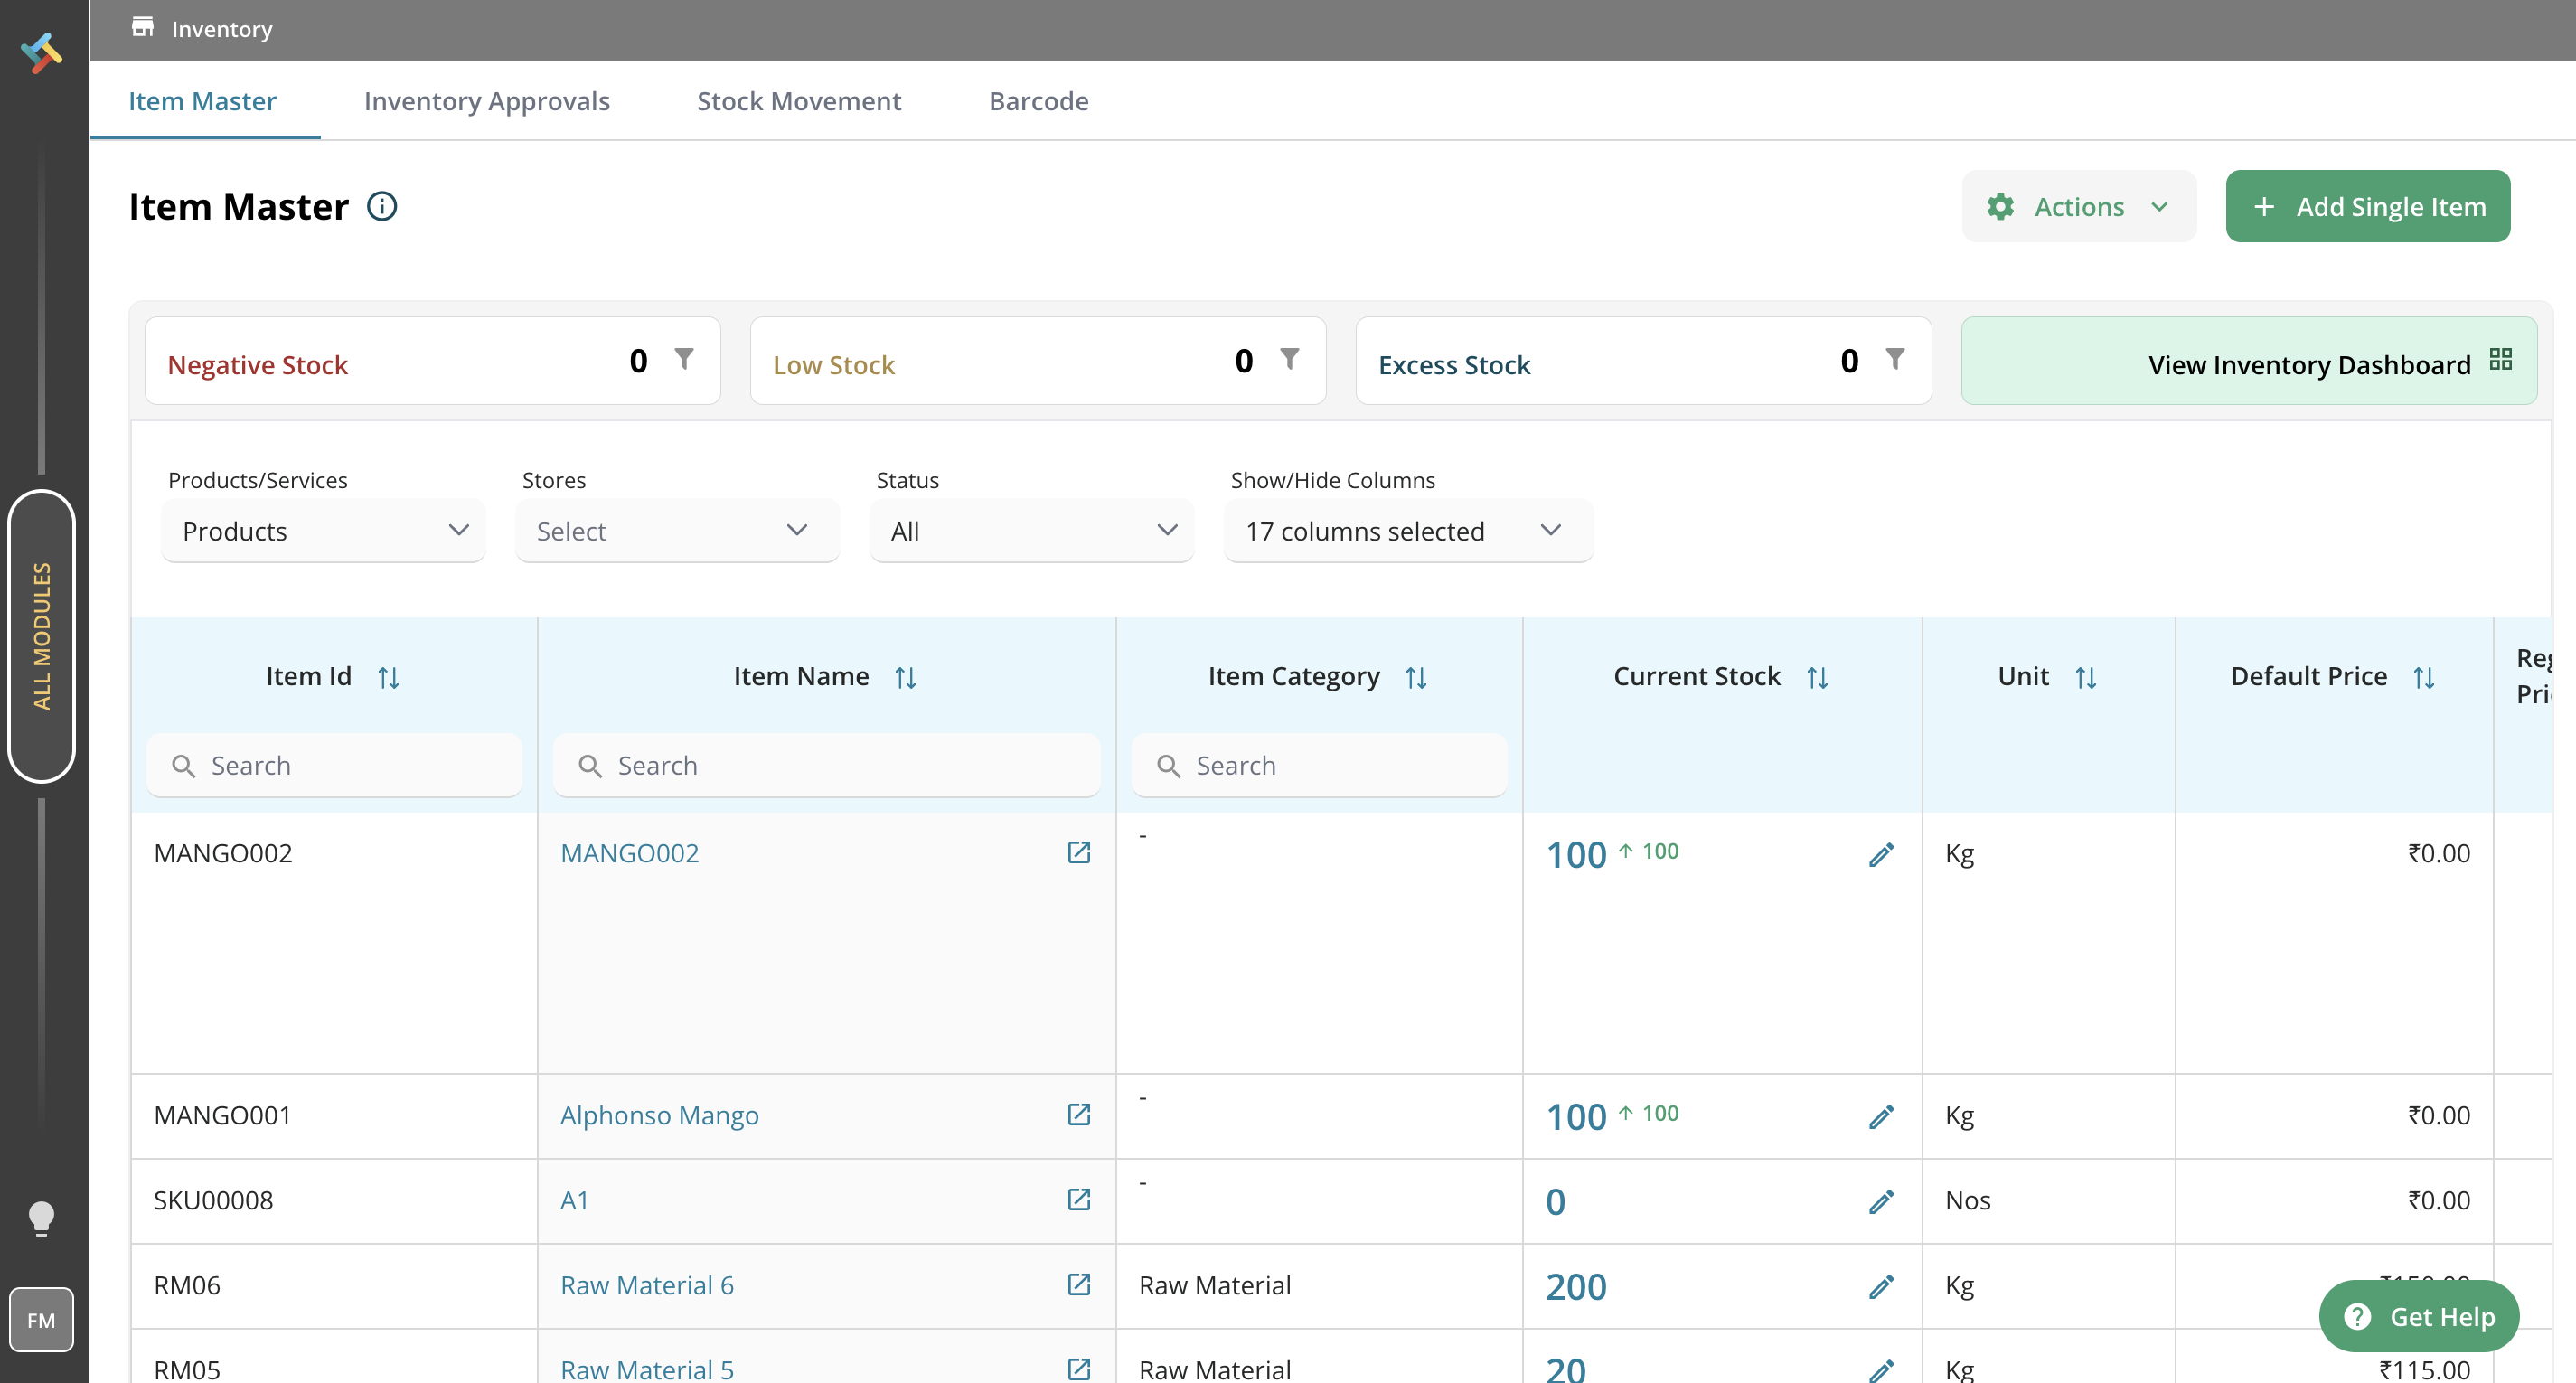 Inventory
Item Master
Inventory Approvals
Stock Movement
Barcode
Item Master
Actions
Add Single Item
Negative Stock 0
Low Stock 0
Excess Stock 0
View Inventory Dashboard
Products/Services
Stores
Status
Show/Hide Columns
Products
Select
All
17 columns selected
ALL MODULES
Item Id
Item Name
Item Category
Current Stock
Unit
Default Price
Search
Search
Search
MANGO002 MANGO002 - 100 100 Kg ₹0.00
MANGO001 Alphonso Mango - 100 100 Kg ₹0.00
SKU00008 A1 - 0 Nos ₹0.00
RM06 Raw Material 6 Raw Material 200 Kg
RM05 Raw Material 5 Raw Material 20 Kg ₹115.00
FM
Get Help